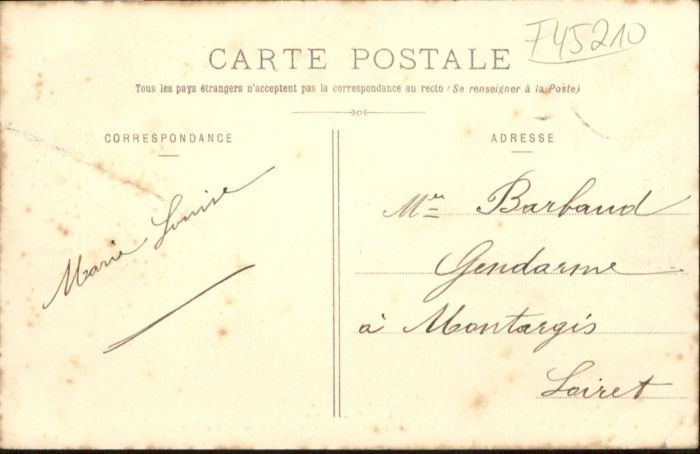 F45210
CARTE POSTALE
Tous les pays étrangers n'acceptent pas la correspondance au recto (Se renseigner à la Poste)
CORRESPONDANCE
Marie Louise
ADRESSE
Mr Barbaud
Gendarme
à Montargis
Loiret